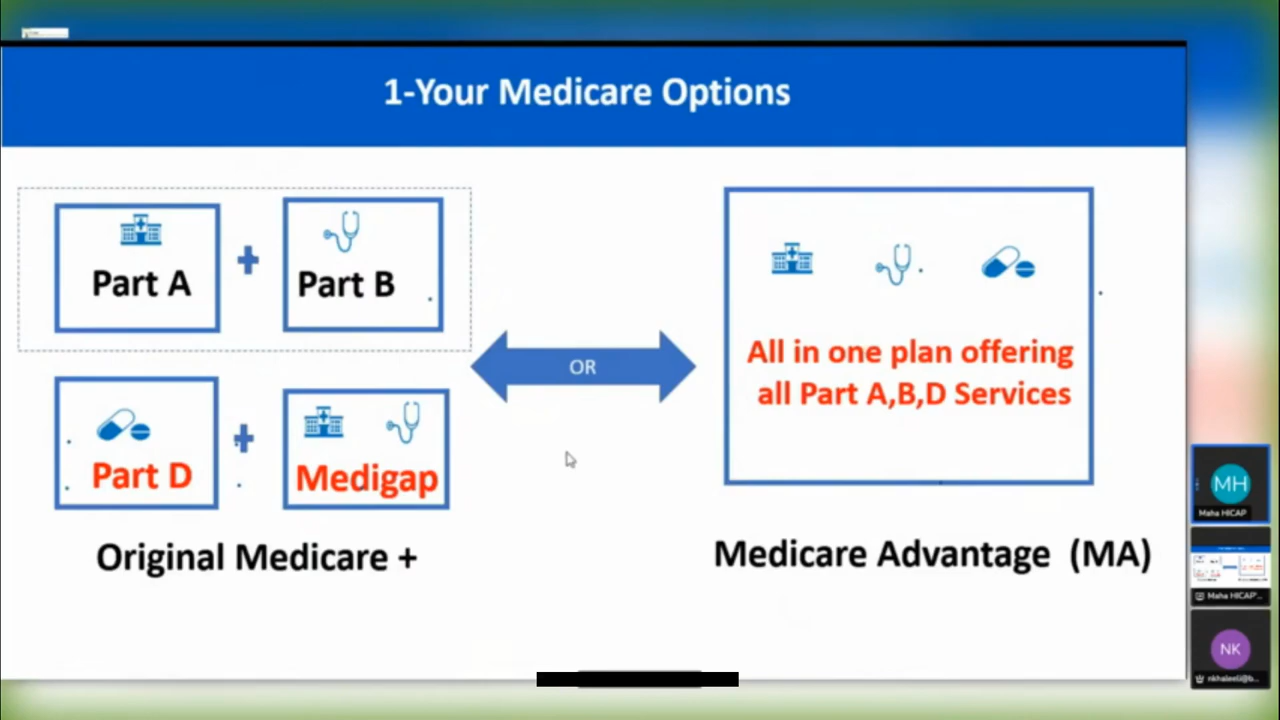 1-Your Medicare Options
Part A
Part B
Part D
Medigap
Original Medicare +
OR
All in one plan offering
all Part A,B,D Services
Medicare Advantage (MA)
MH
Maha HICAP
Maha HICAP'...
NK
nkhaleeli@b...